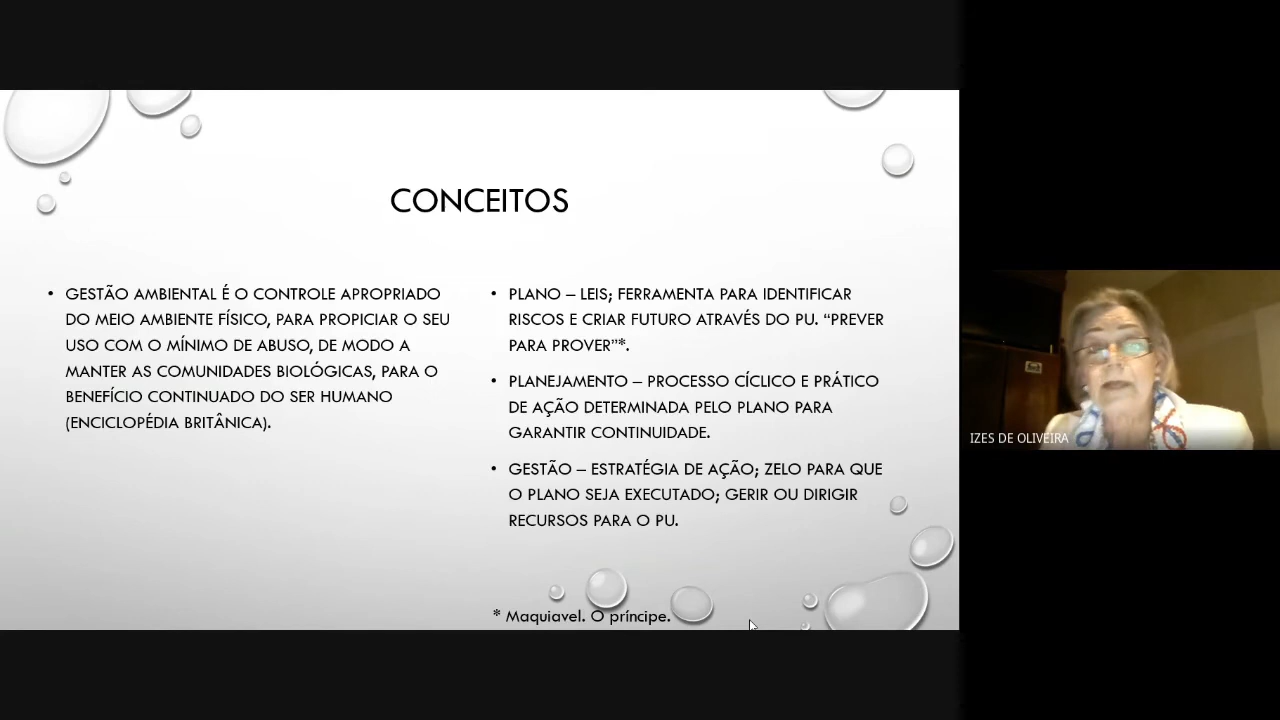 CONCEITOS
• GESTÃO AMBIENTAL É O CONTROLE APROPRIADO
DO MEIO AMBIENTE FÍSICO, PARA PROPICIAR O SEU
USO COM O MÍNIMO DE ABUSO, DE MODO A
MANTER AS COMUNIDADES BIOLÓGICAS, PARA O
BENEFÍCIO CONTINUADO DO SER HUMANO
(ENCICLOPÉDIA BRITÂNICA).
• PLANO – LEIS; FERRAMENTA PARA IDENTIFICAR
RISCOS E CRIAR FUTURO ATRAVÉS DO PU. “PREVER
PARA PROVER”*.
• PLANEJAMENTO – PROCESSO CÍCLICO E PRÁTICO
DE AÇÃO DETERMINADA PELO PLANO PARA
GARANTIR CONTINUIDADE.
• GESTÃO – ESTRATÉGIA DE AÇÃO; ZELO PARA QUE
O PLANO SEJA EXECUTADO; GERIR OU DIRIGIR
RECURSOS PARA O PU.
* Maquiavel. O príncipe.
IZES DE OLIVEIRA